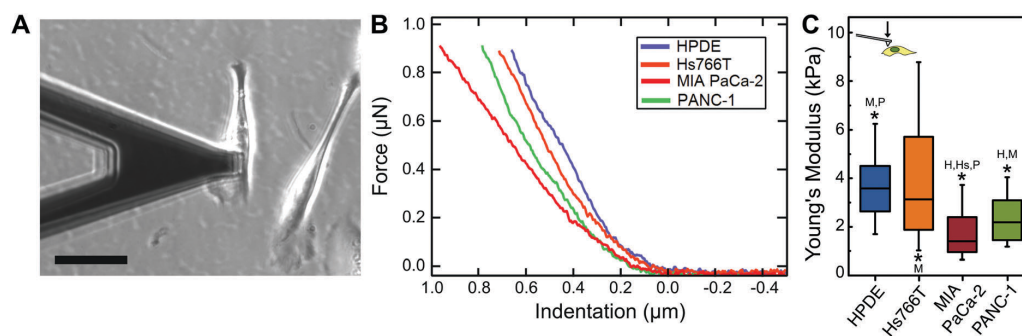 A
B
Force (µN)
1.0
0.8
0.6
0.4
0.2
0.0
1.0 0.8 0.6 0.4 0.2 0.0 -0.2 -0.4
Indentation (µm)
HPDE
Hs766T
MIA PaCa-2
PANC-1
C
Young's Modulus (kPa)
10
8
6
4
2
0
M,P
*
*
M
H,Hs,P
*
H,M
*
HPDE
Hs766T
MIA
PaCa-2
PANC-1